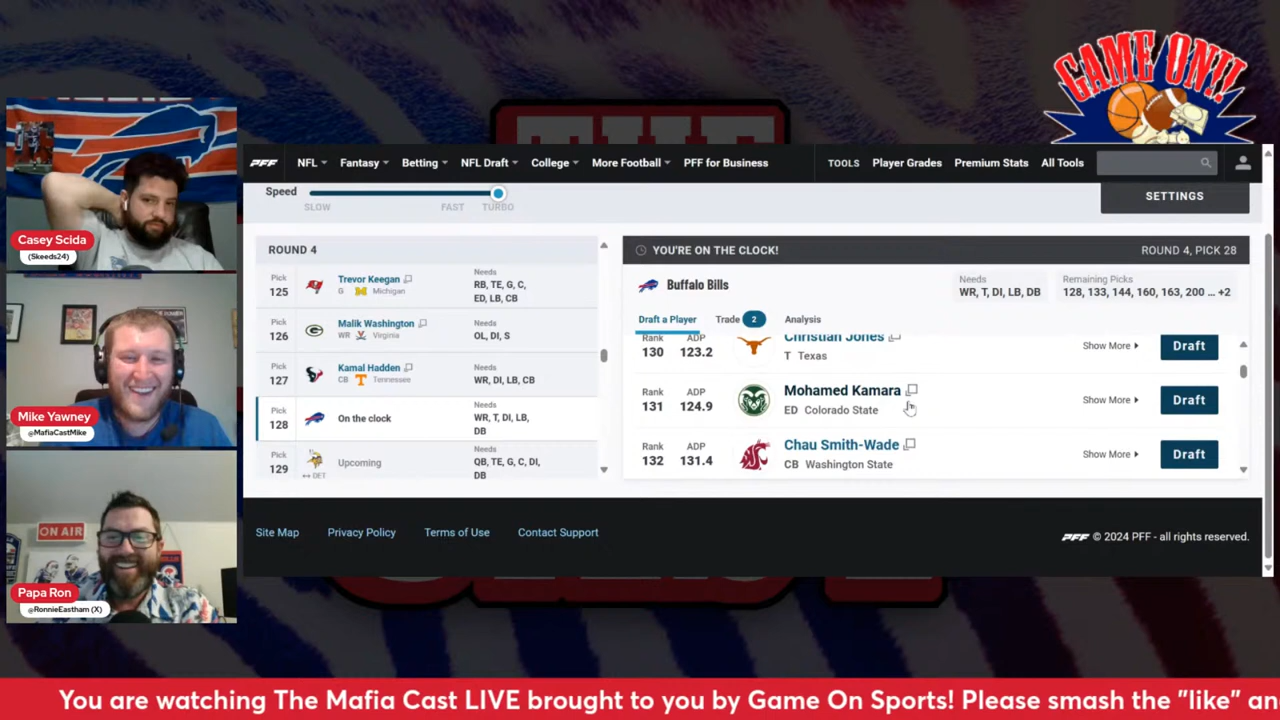 GAME ON!!
THE
PFF NFL Fantasy Betting NFL Draft College More Football PFF for Business TOOLS Player Grades Premium Stats All Tools
Speed
SLOW FAST TURBO
SETTINGS
Casey Scida
(Skeeds24)
Mike Yawney
@MafiaCastMike
ON AIR
Papa Ron
@RonnieEastham (X)
ROUND 4
Pick
125
Trevor Keegan
G Michigan
Needs
RB, TE, G, C,
ED, LB, CB
Pick
126
Malik Washington
WR Virginia
Needs
OL, DI, S
Pick
127
Kamal Hadden
CB Tennessee
Needs
WR, DI, LB, CB
Pick
128
On the clock
Needs
WR, T, DI, LB,
DB
Pick
129
↔ DET
Upcoming
Needs
QB, TE, G, C, DI,
DB
YOU'RE ON THE CLOCK! ROUND 4, PICK 28
Buffalo Bills
Needs
WR, T, DI, LB, DB
Remaining Picks
128, 133, 144, 160, 163, 200 ... +2
Draft a Player Trade 2 Analysis
Rank
130
ADP
123.2
Christian Jones
T Texas
Show More Draft
Rank
131
ADP
124.9
Mohamed Kamara
ED Colorado State
Show More Draft
Rank
132
ADP
131.4
Chau Smith-Wade
CB Washington State
Show More Draft
Site Map Privacy Policy Terms of Use Contact Support
PFF © 2024 PFF - all rights reserved.
You are watching The Mafia Cast LIVE brought to you by Game On Sports! Please smash the "like" an